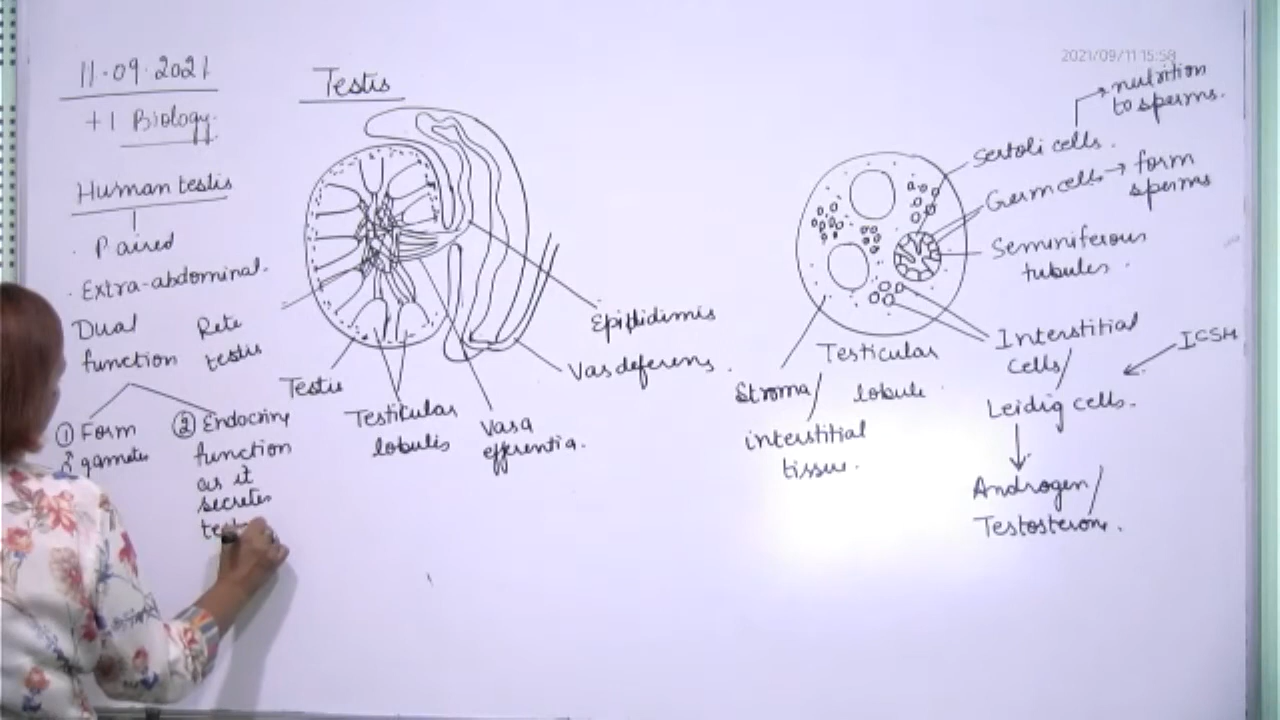 2021/09/11 15:58
11.09.2021
+1 Biology.
Human testis
. Paired
. Extra-abdominal.
Dual
function
① Form
♂ gametes
② Endocrine
function
as it
secretes
Testis
Rete
testis
Testis
Testicular
lobules
Vasa
efferentia.
Epididimis
Vas deferens.
nutrition
to sperms.
Sertoli cells.
Germ cells → form
sperms
Seminiferous
tubules.
Interstitial
cells/
Leidig cells.
ICSH
Androgen/
Testosterone.
Testicular
lobule.
Stroma/
interstitial
tissue.